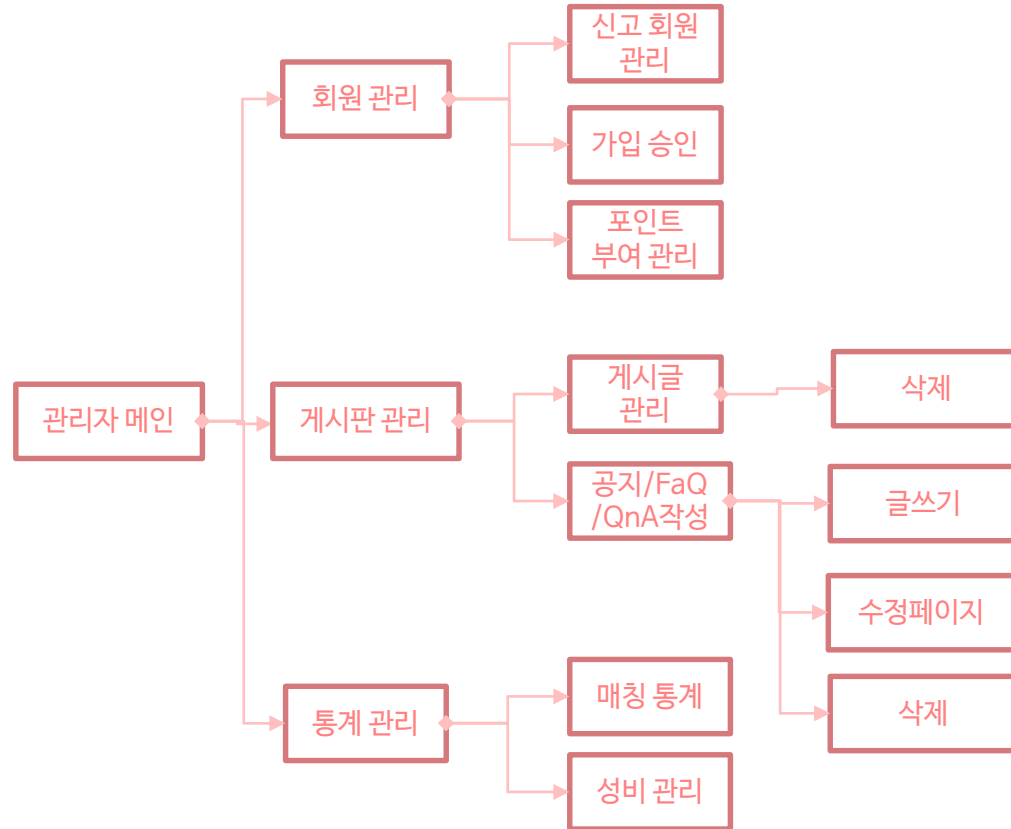 신고 회원
관리
회원 관리
가입 승인
포인트
부여 관리
관리자 메인
게시판 관리
게시글
관리
삭제
공지/FaQ
/QnA작성
글쓰기
수정페이지
삭제
통계 관리
매칭 통계
성비 관리